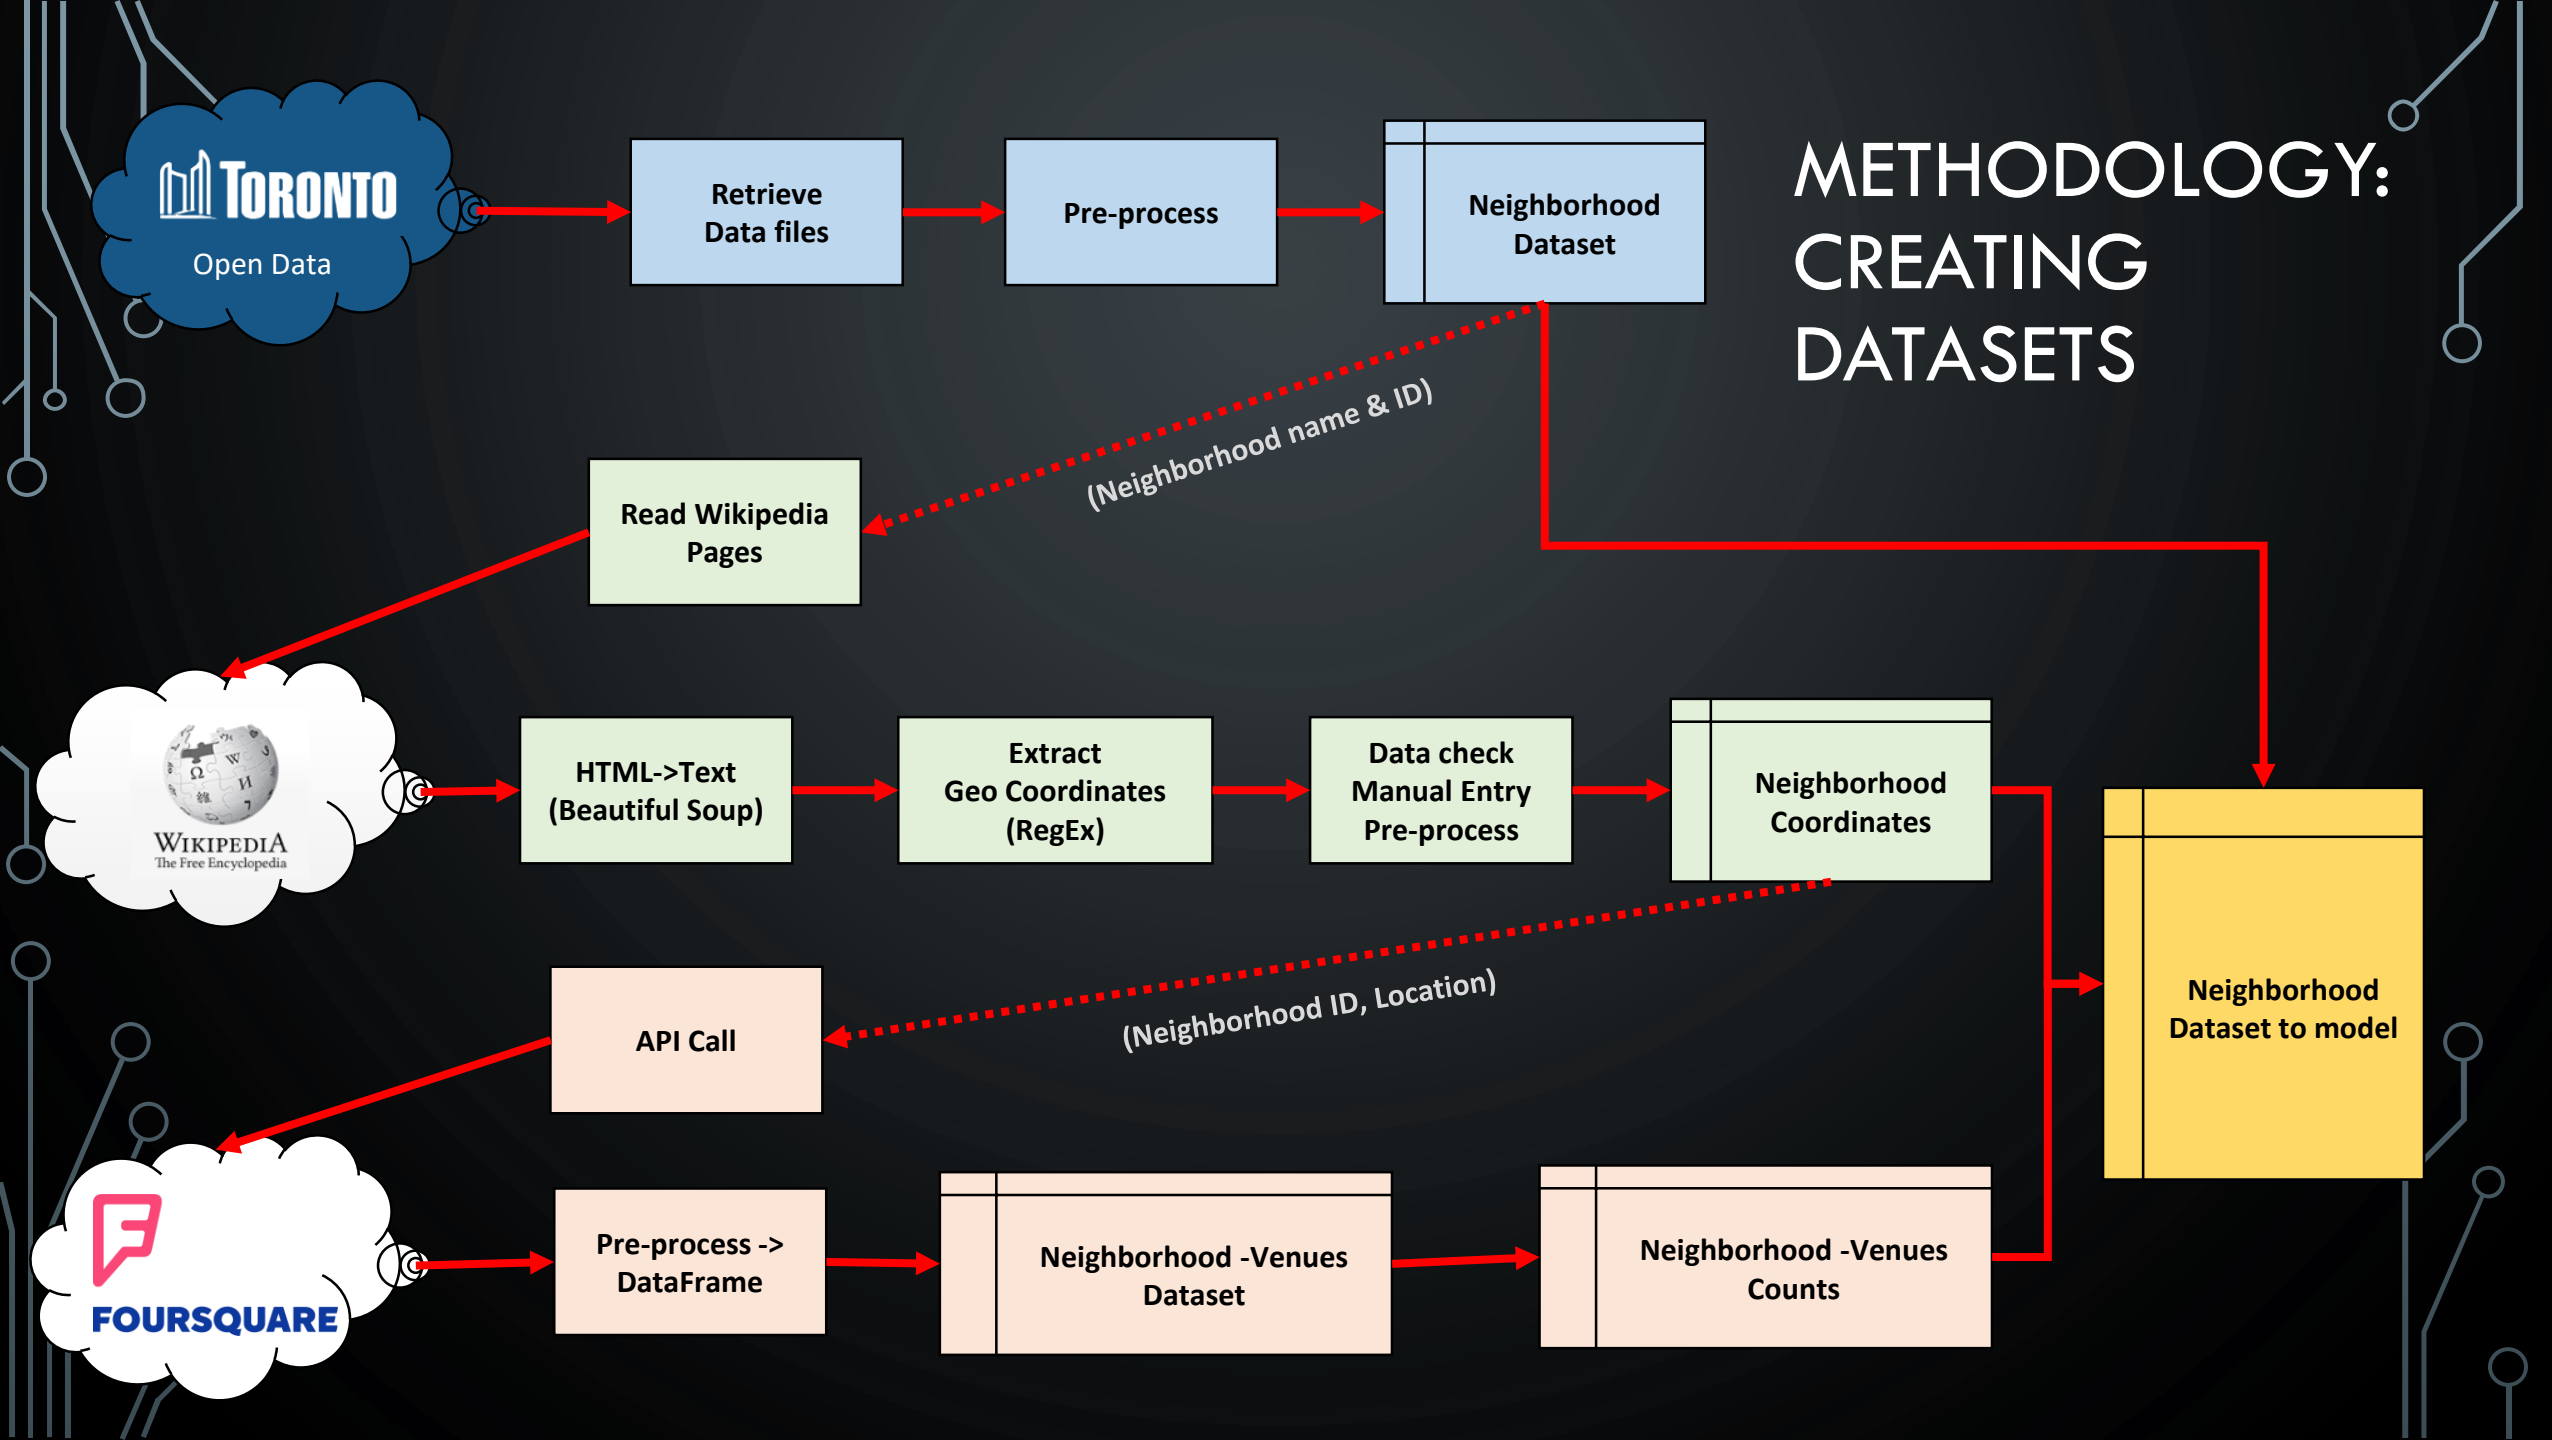 METHODOLOGY:
CREATING
DATASETS
TORONTO
Open Data
Retrieve
Data files
Pre-process
Neighborhood
Dataset
(Neighborhood name & ID)
Read Wikipedia
Pages
WIKIPEDIA
The Free Encyclopedia
HTML->Text
(Beautiful Soup)
Extract
Geo Coordinates
(RegEx)
Data check
Manual Entry
Pre-process
Neighborhood
Coordinates
(Neighborhood ID, Location)
API Call
Neighborhood
Dataset to model
FOURSQUARE
Pre-process ->
DataFrame
Neighborhood -Venues
Dataset
Neighborhood -Venues
Counts